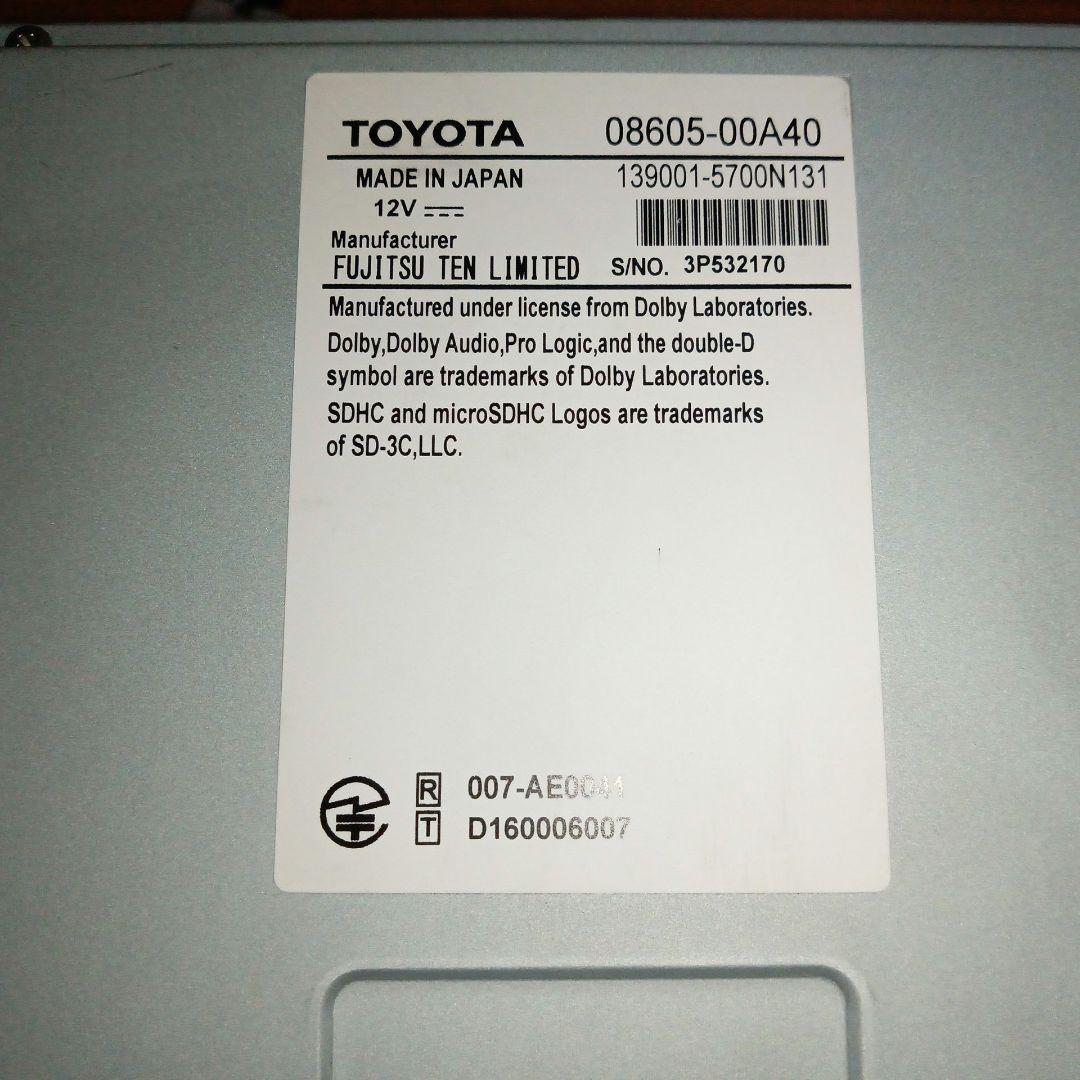 TOYOTA 08605-00A40
MADE IN JAPAN 139001-5700N131
12V
Manufacturer
FUJITSU TEN LIMITED S/NO. 3P532170
Manufactured under license from Dolby Laboratories.
Dolby,Dolby Audio,Pro Logic,and the double-D
symbol are trademarks of Dolby Laboratories.
SDHC and microSDHC Logos are trademarks
of SD-3C,LLC.
R 007-AE0041
T D160006007